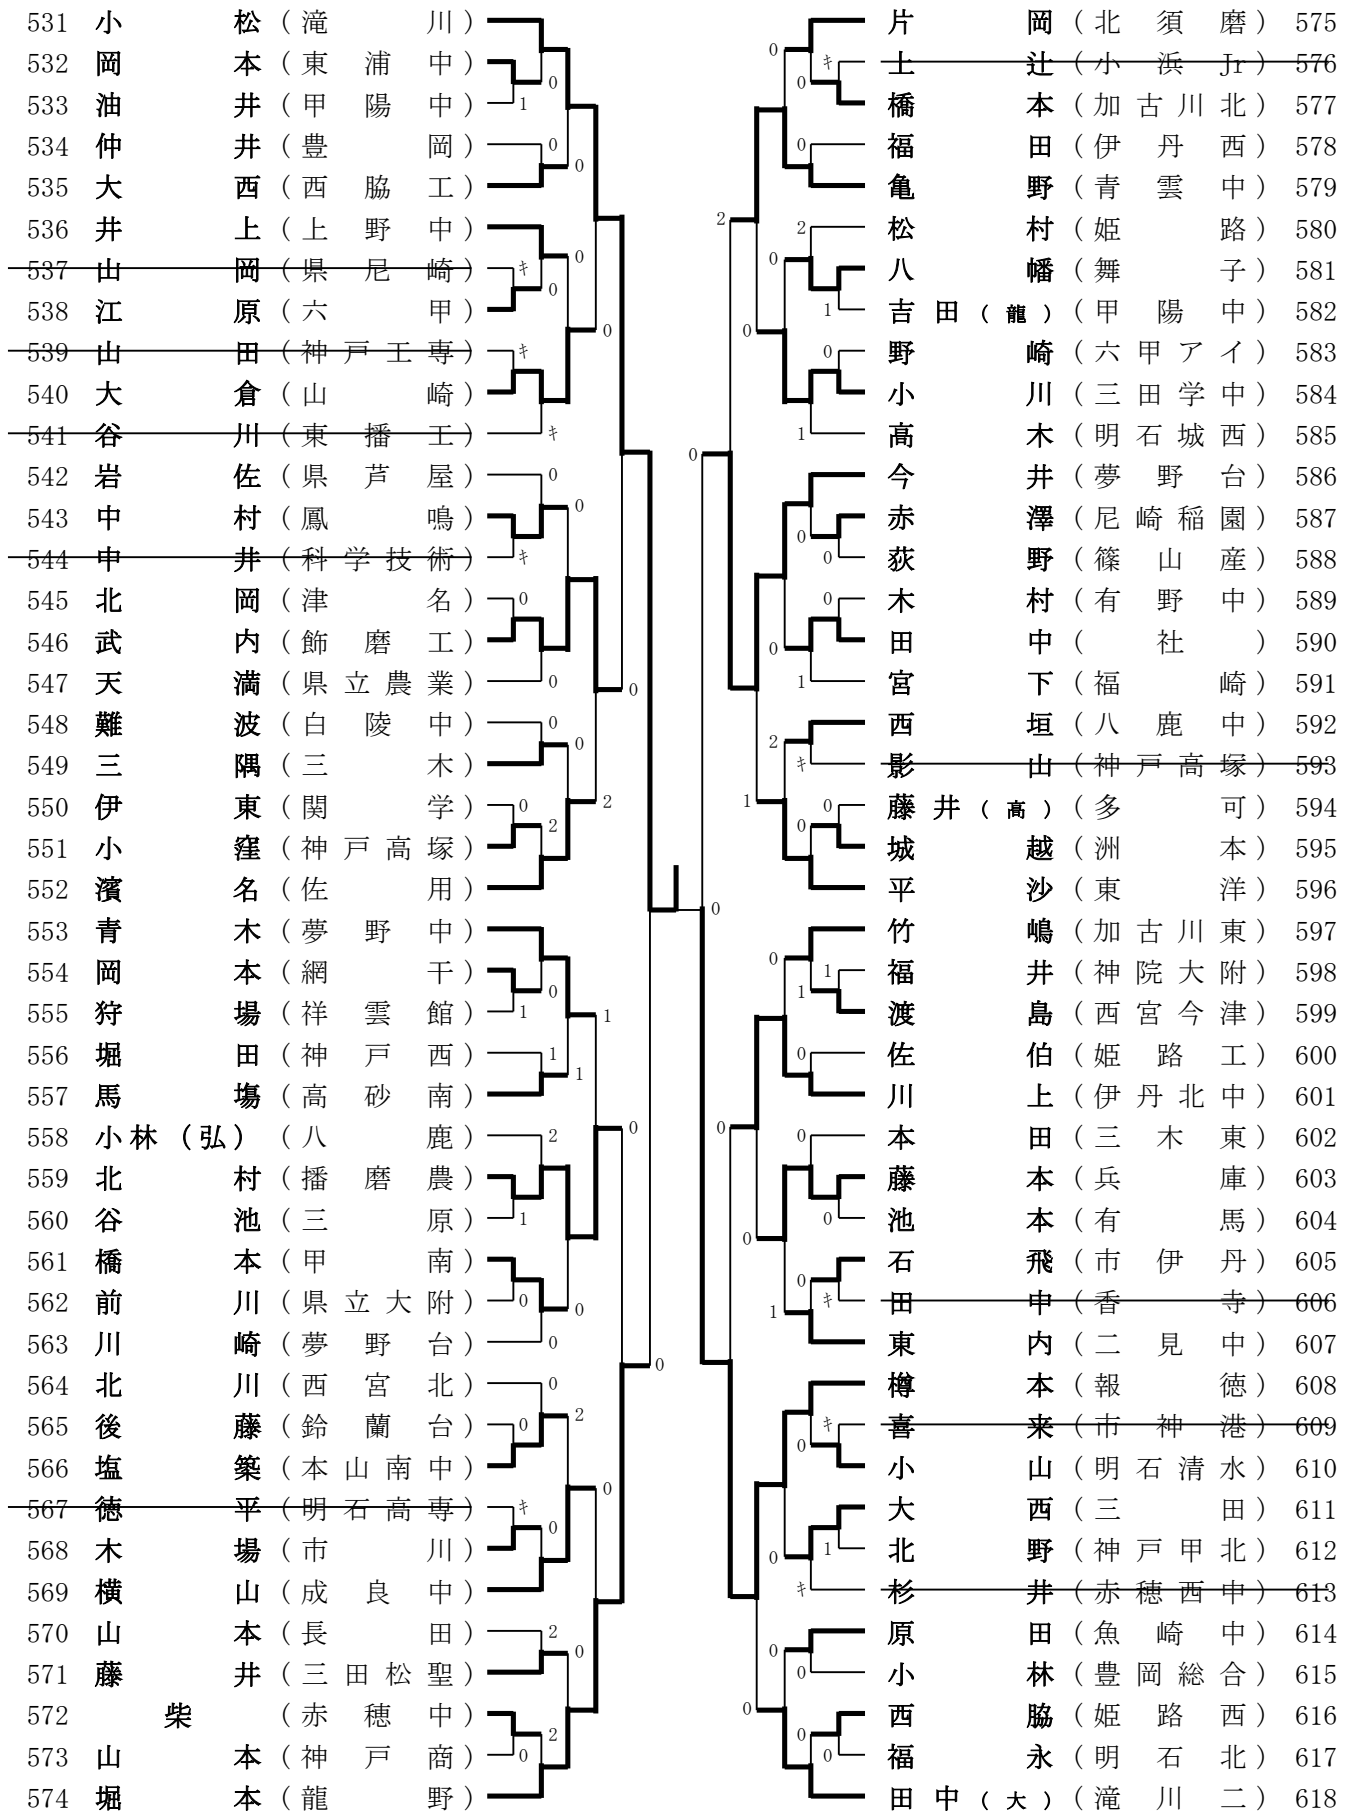 531 小 松 (滝 川)
532 岡 本 (東 浦 中)
533 油 井 (甲 陽 中)
534 仲 井 (豊 岡)
535 大 西 (西 脇 工)
536 井 上 (上 野 中)
537 山 岡 (県 尼 崎)
538 江 原 (六 甲)
539 山 田 (神 戸 工 専)
540 大 倉 (山 崎)
541 谷 川 (東 播 工)
542 岩 佐 (県 芦 屋)
543 中 村 (鳳 鳴)
544 中 井 (科 学 技 術)
545 北 岡 (津 名)
546 武 内 (飾 磨 工)
547 天 満 (県 立 農 業)
548 難 波 (白 陵 中)
549 三 隅 (三 木)
550 伊 東 (関 学)
551 小 窪 (神 戸 高 塚)
552 濱 名 (佐 用)
553 青 木 (夢 野 中)
554 岡 本 (網 干)
555 狩 場 (祥 雲 館)
556 堀 田 (神 戸 西)
557 馬 場 (高 砂 南)
558 小 林 (弘) (八 鹿)
559 北 村 (播 磨 農)
560 谷 池 (三 原)
561 橋 本 (甲 南)
562 前 川 (県 立 大 附)
563 川 崎 (夢 野 台)
564 北 川 (西 宮 北)
565 後 藤 (鈴 蘭 台)
566 塩 築 (本 山 南 中)
567 徳 平 (明 石 高 専)
568 木 場 (市 川)
569 横 山 (成 良 中)
570 山 本 (長 田)
571 藤 井 (三 田 松 聖)
572 柴 (赤 穂 中)
573 山 本 (神 戸 商)
574 堀 本 (龍 野)
片 岡 (北 須 磨) 575
土 辻 (小 浜 Jr) 576
橋 本 (加 古 川 北) 577
福 田 (伊 丹 西) 578
亀 野 (青 雲 中) 579
松 村 (姫 路) 580
八 幡 (舞 子) 581
吉 田 (龍) (甲 陽 中) 582
野 崎 (六 甲 ア イ) 583
小 川 (三 田 学 中) 584
高 木 (明 石 城 西) 585
今 井 (夢 野 台) 586
赤 澤 (尼 崎 稲 園) 587
荻 野 (篠 山 産) 588
木 村 (有 野 中) 589
田 中 (社) 590
宮 下 (福 崎) 591
西 垣 (八 鹿 中) 592
影 山 (神 戸 高 塚) 593
藤 井 (高) (多 可) 594
城 越 (洲 本) 595
平 沙 (東 洋) 596
竹 嶋 (加 古 川 東) 597
福 井 (神 院 大 附) 598
渡 島 (西 宮 今 津) 599
佐 伯 (姫 路 工) 600
川 上 (伊 丹 北 中) 601
本 田 (三 木 東) 602
藤 本 (兵 庫) 603
池 本 (有 馬) 604
石 飛 (市 伊 丹) 605
田 中 (香 寺) 606
東 内 (二 見 中) 607
樽 本 (報 徳) 608
喜 来 (市 神 港) 609
小 山 (明 石 清 水) 610
大 西 (三 田) 611
北 野 (神 戸 甲 北) 612
杉 井 (赤 穂 西 中) 613
原 田 (魚 崎 中) 614
小 林 (豊 岡 総 合) 615
西 脇 (姫 路 西) 616
福 永 (明 石 北) 617
田 中 (大) (滝 川 二) 618